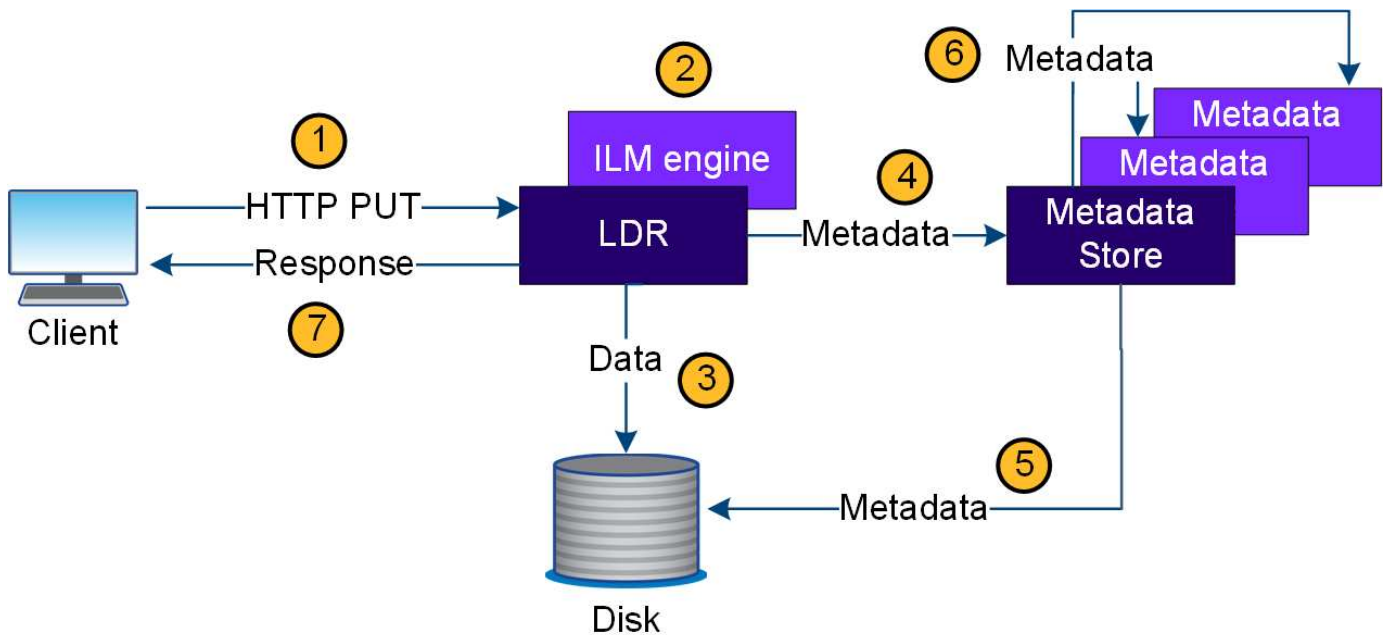 6
Metadata
2
Metadata
1
ILM engine
Metadata
4
HTTP PUT
LDR
Metadata
Metadata
Store
Response
Client
7
Data
3
5
Metadata
Disk